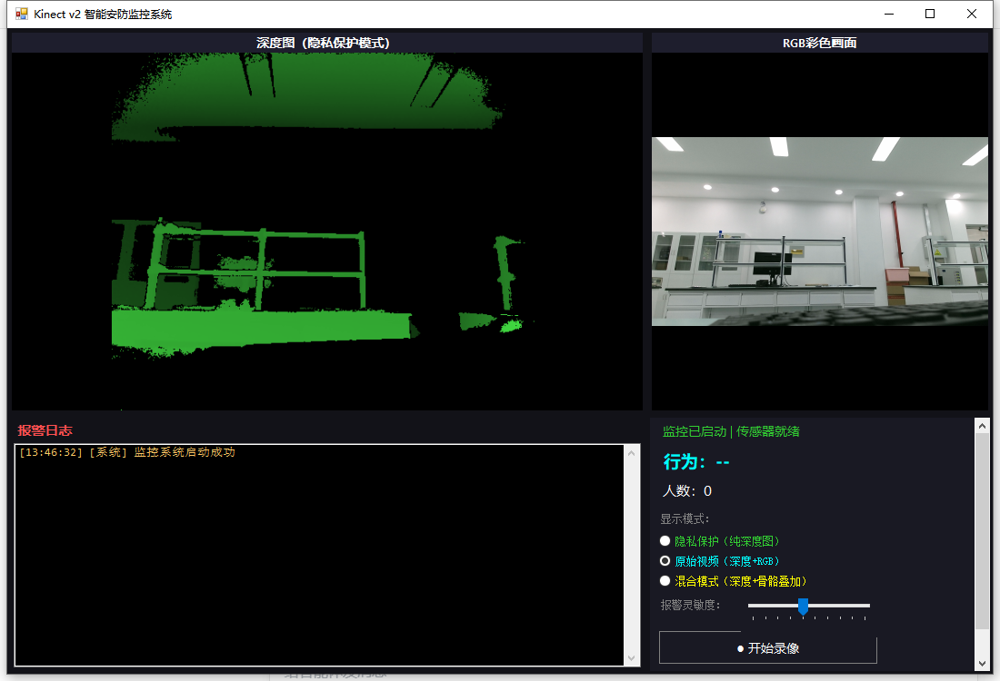 Kinect v2 智能安防监控系统
深度图（隐私保护模式）
RGB彩色画面
报警日志
[13:46:32] [系统] 监控系统启动成功
监控已启动 | 传感器就绪
行为：--
人数：0
显示模式：
隐私保护（纯深度图）
原始视频（深度+RGB）
混合模式（深度+骨骼叠加）
报警灵敏度：
● 开始录像